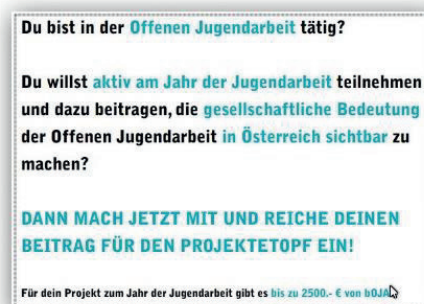 Du bist in der Offenen Jugendarbeit tätig?
Du willst aktiv am Jahr der Jugendarbeit teilnehmen
und dazu beitragen, die gesellschaftliche Bedeutung
der Offenen Jugendarbeit in Österreich sichtbar zu
machen?
DANN MACH JETZT MIT UND REICHE DEINEN
BEITRAG FÜR DEN PROJEKTETOPF EIN!
Für dein Projekt zum Jahr der Jugendarbeit gibt es bis zu 2500.- € von bOJA